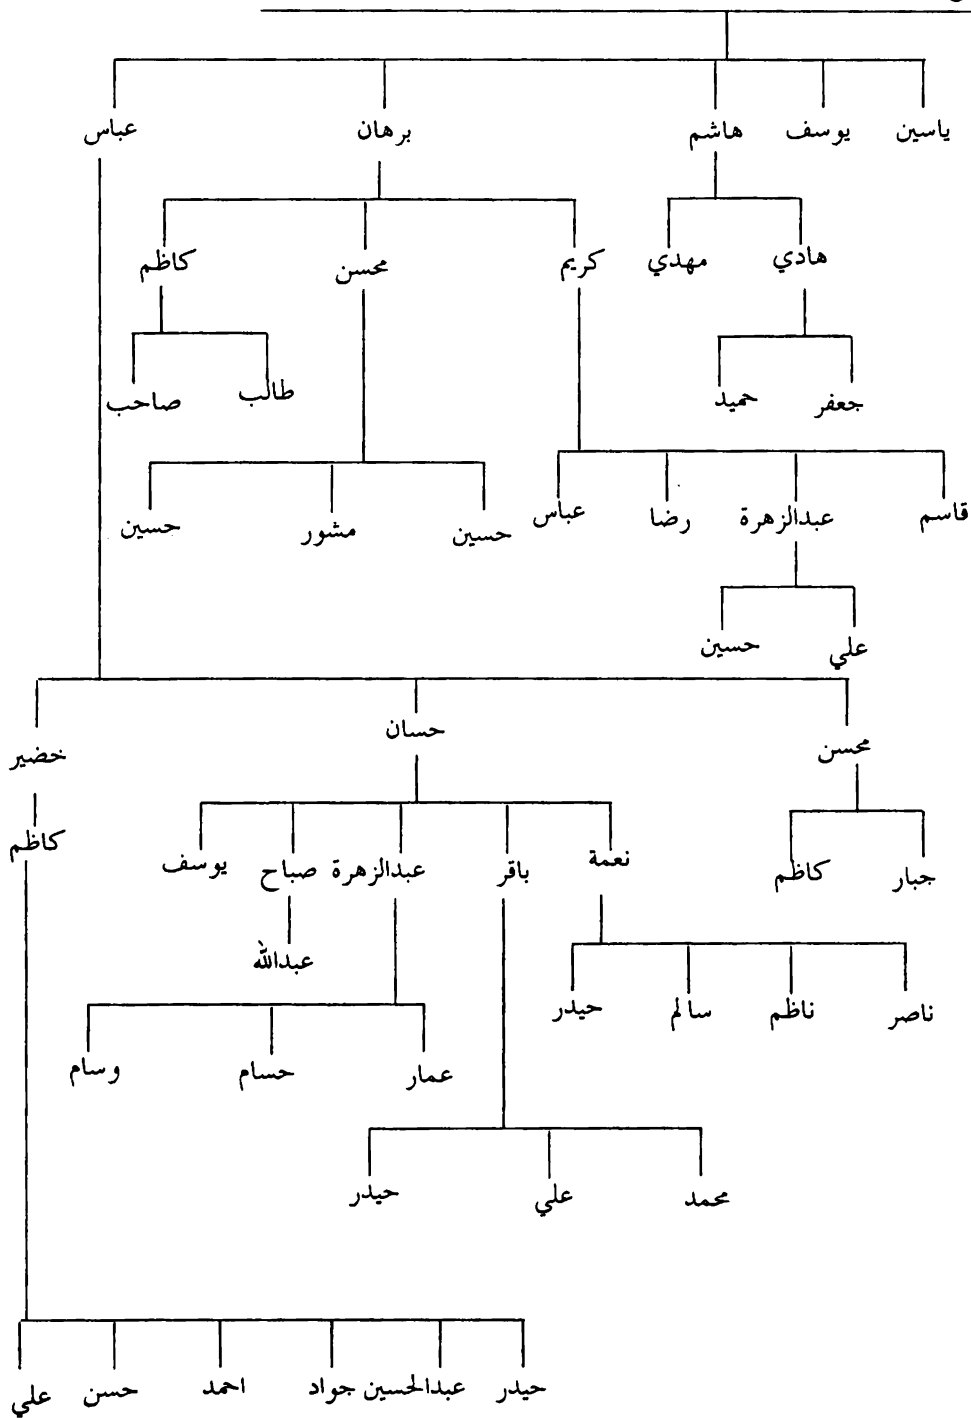 ياسين يوسف هاشم برهان عباس
هادي مهدي كريم محسن كاظم
جعفر حميد طالب صاحب
قاسم عبدالزهرة رضا عباس حسين مشور حسين
علي حسين
محسن حسان خضير
جبار كاظم نعمة باقر عبدالزهرة صباح يوسف كاظم
عبدالله
ناصر ناظم سالم حيدر
عمار حسام وسام
محمد علي حيدر
حيدر عبدالحسين جواد احمد حسن علي